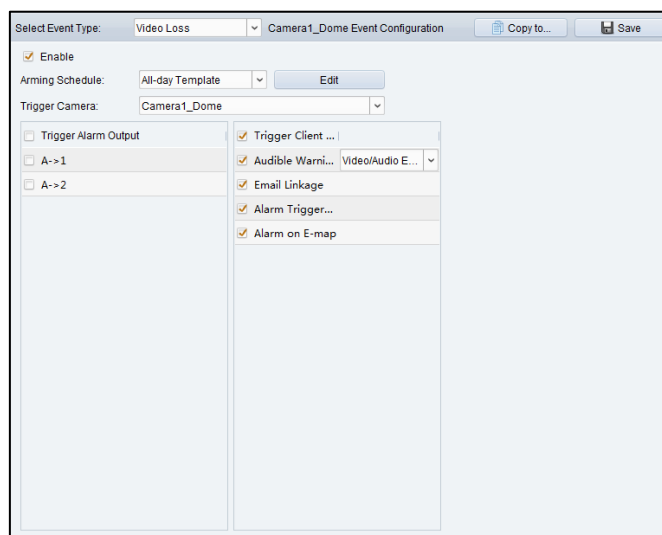 Select Event Type: Video Loss Camera1_Dome Event Configuration Copy to... Save
Enable
Arming Schedule: All-day Template Edit
Trigger Camera: Camera1_Dome
Trigger Alarm Output
A->1
A->2
Trigger Client ...
Audible Warni... Video/Audio E...
Email Linkage
Alarm Trigger...
Alarm on E-map